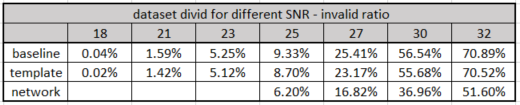 dataset divid for different SNR - invalid ratio
18 21 23 25 27 30 32
baseline 0.04% 1.59% 5.25% 9.33% 25.41% 56.54% 70.89%
template 0.02% 1.42% 5.12% 8.70% 23.17% 55.68% 70.52%
network 6.20% 16.82% 36.96% 51.60%